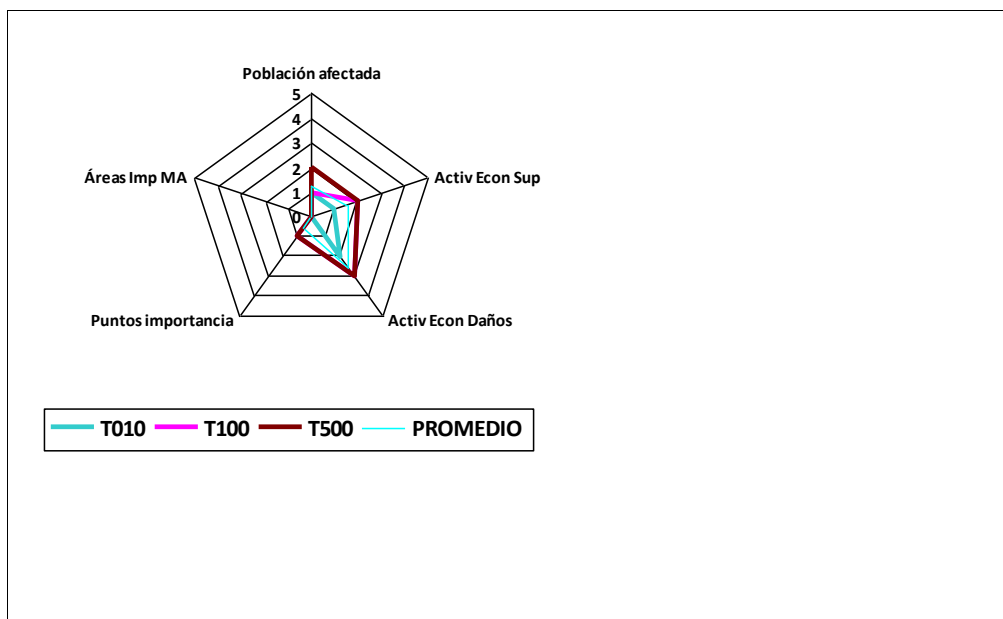 Población afectada
5
4
3
2
1
0
Áreas Imp MA
Activ Econ Sup
Puntos importancia
Activ Econ Daños
T010 T100 T500 PROMEDIO